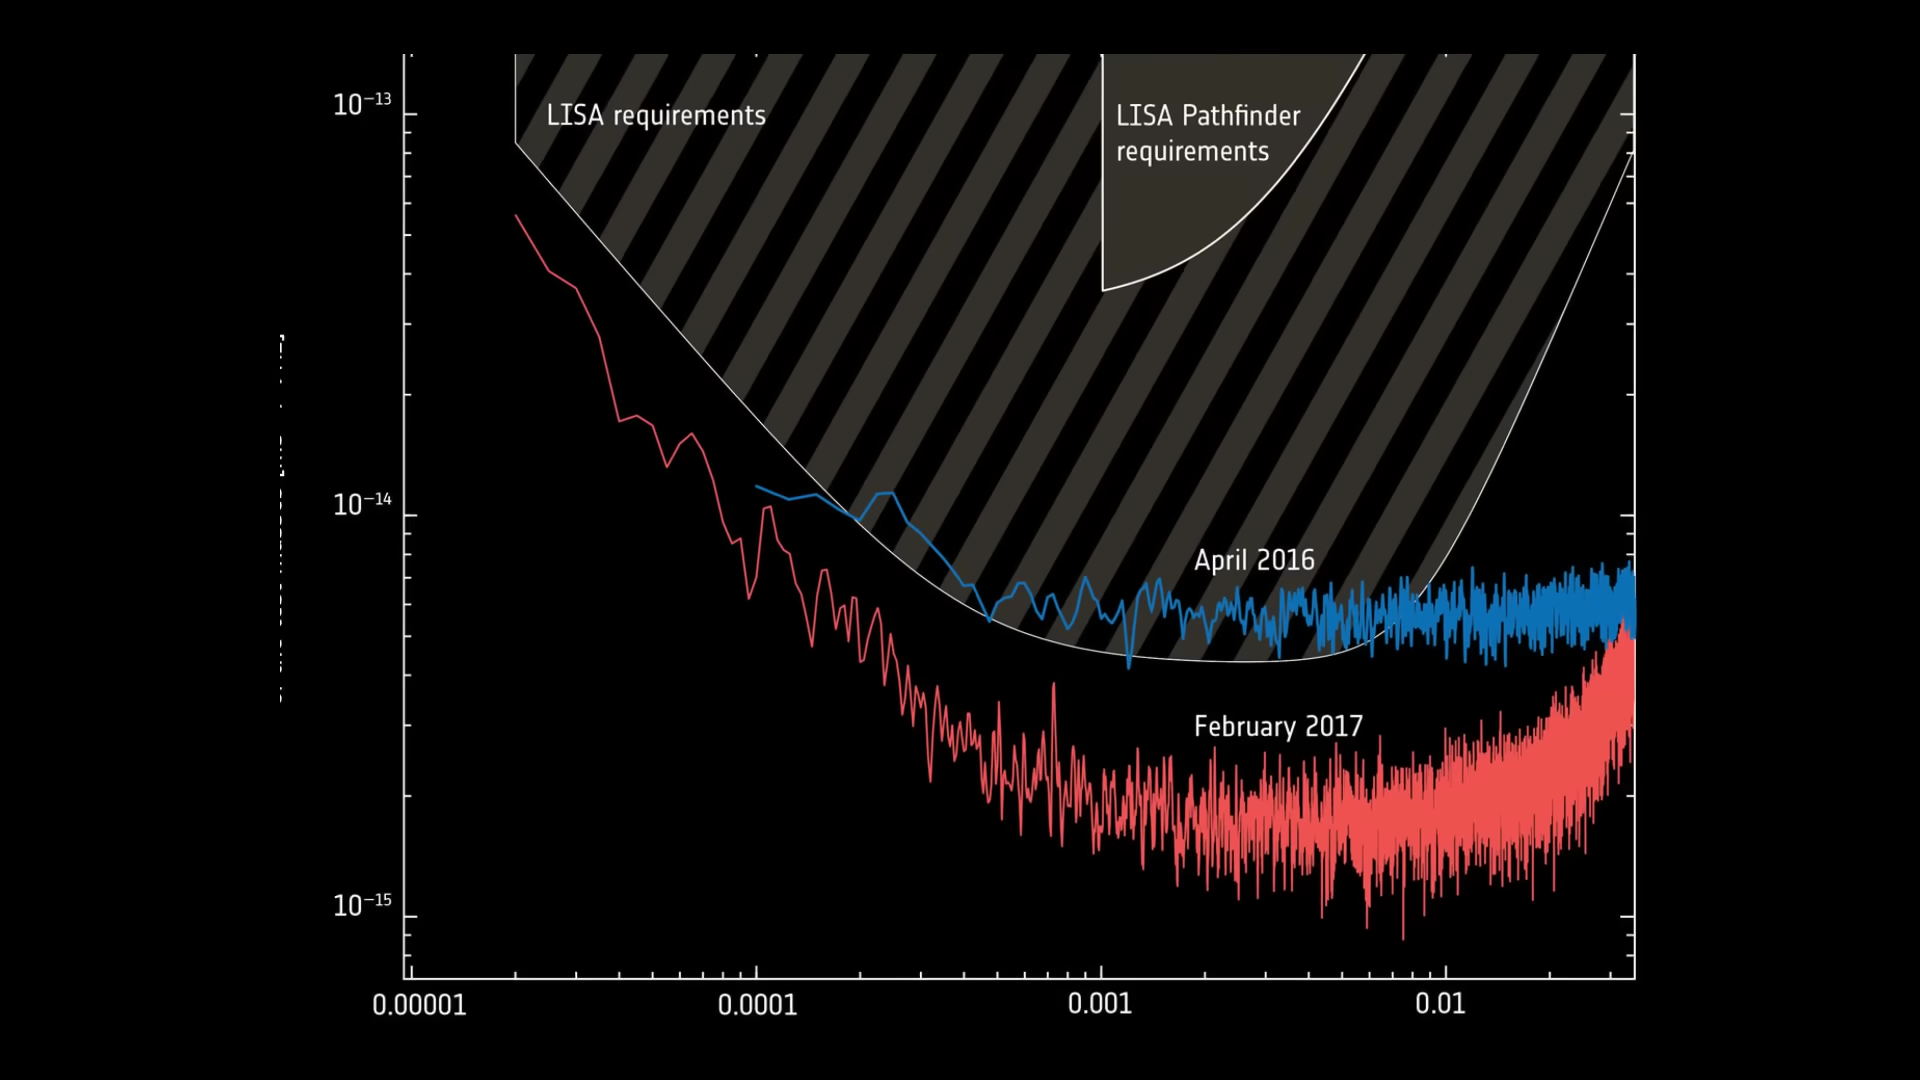 10⁻¹³
LISA requirements
LISA Pathfinder
requirements
10⁻¹⁴
April 2016
February 2017
10⁻¹⁵
0.00001
0.0001
0.001
0.01